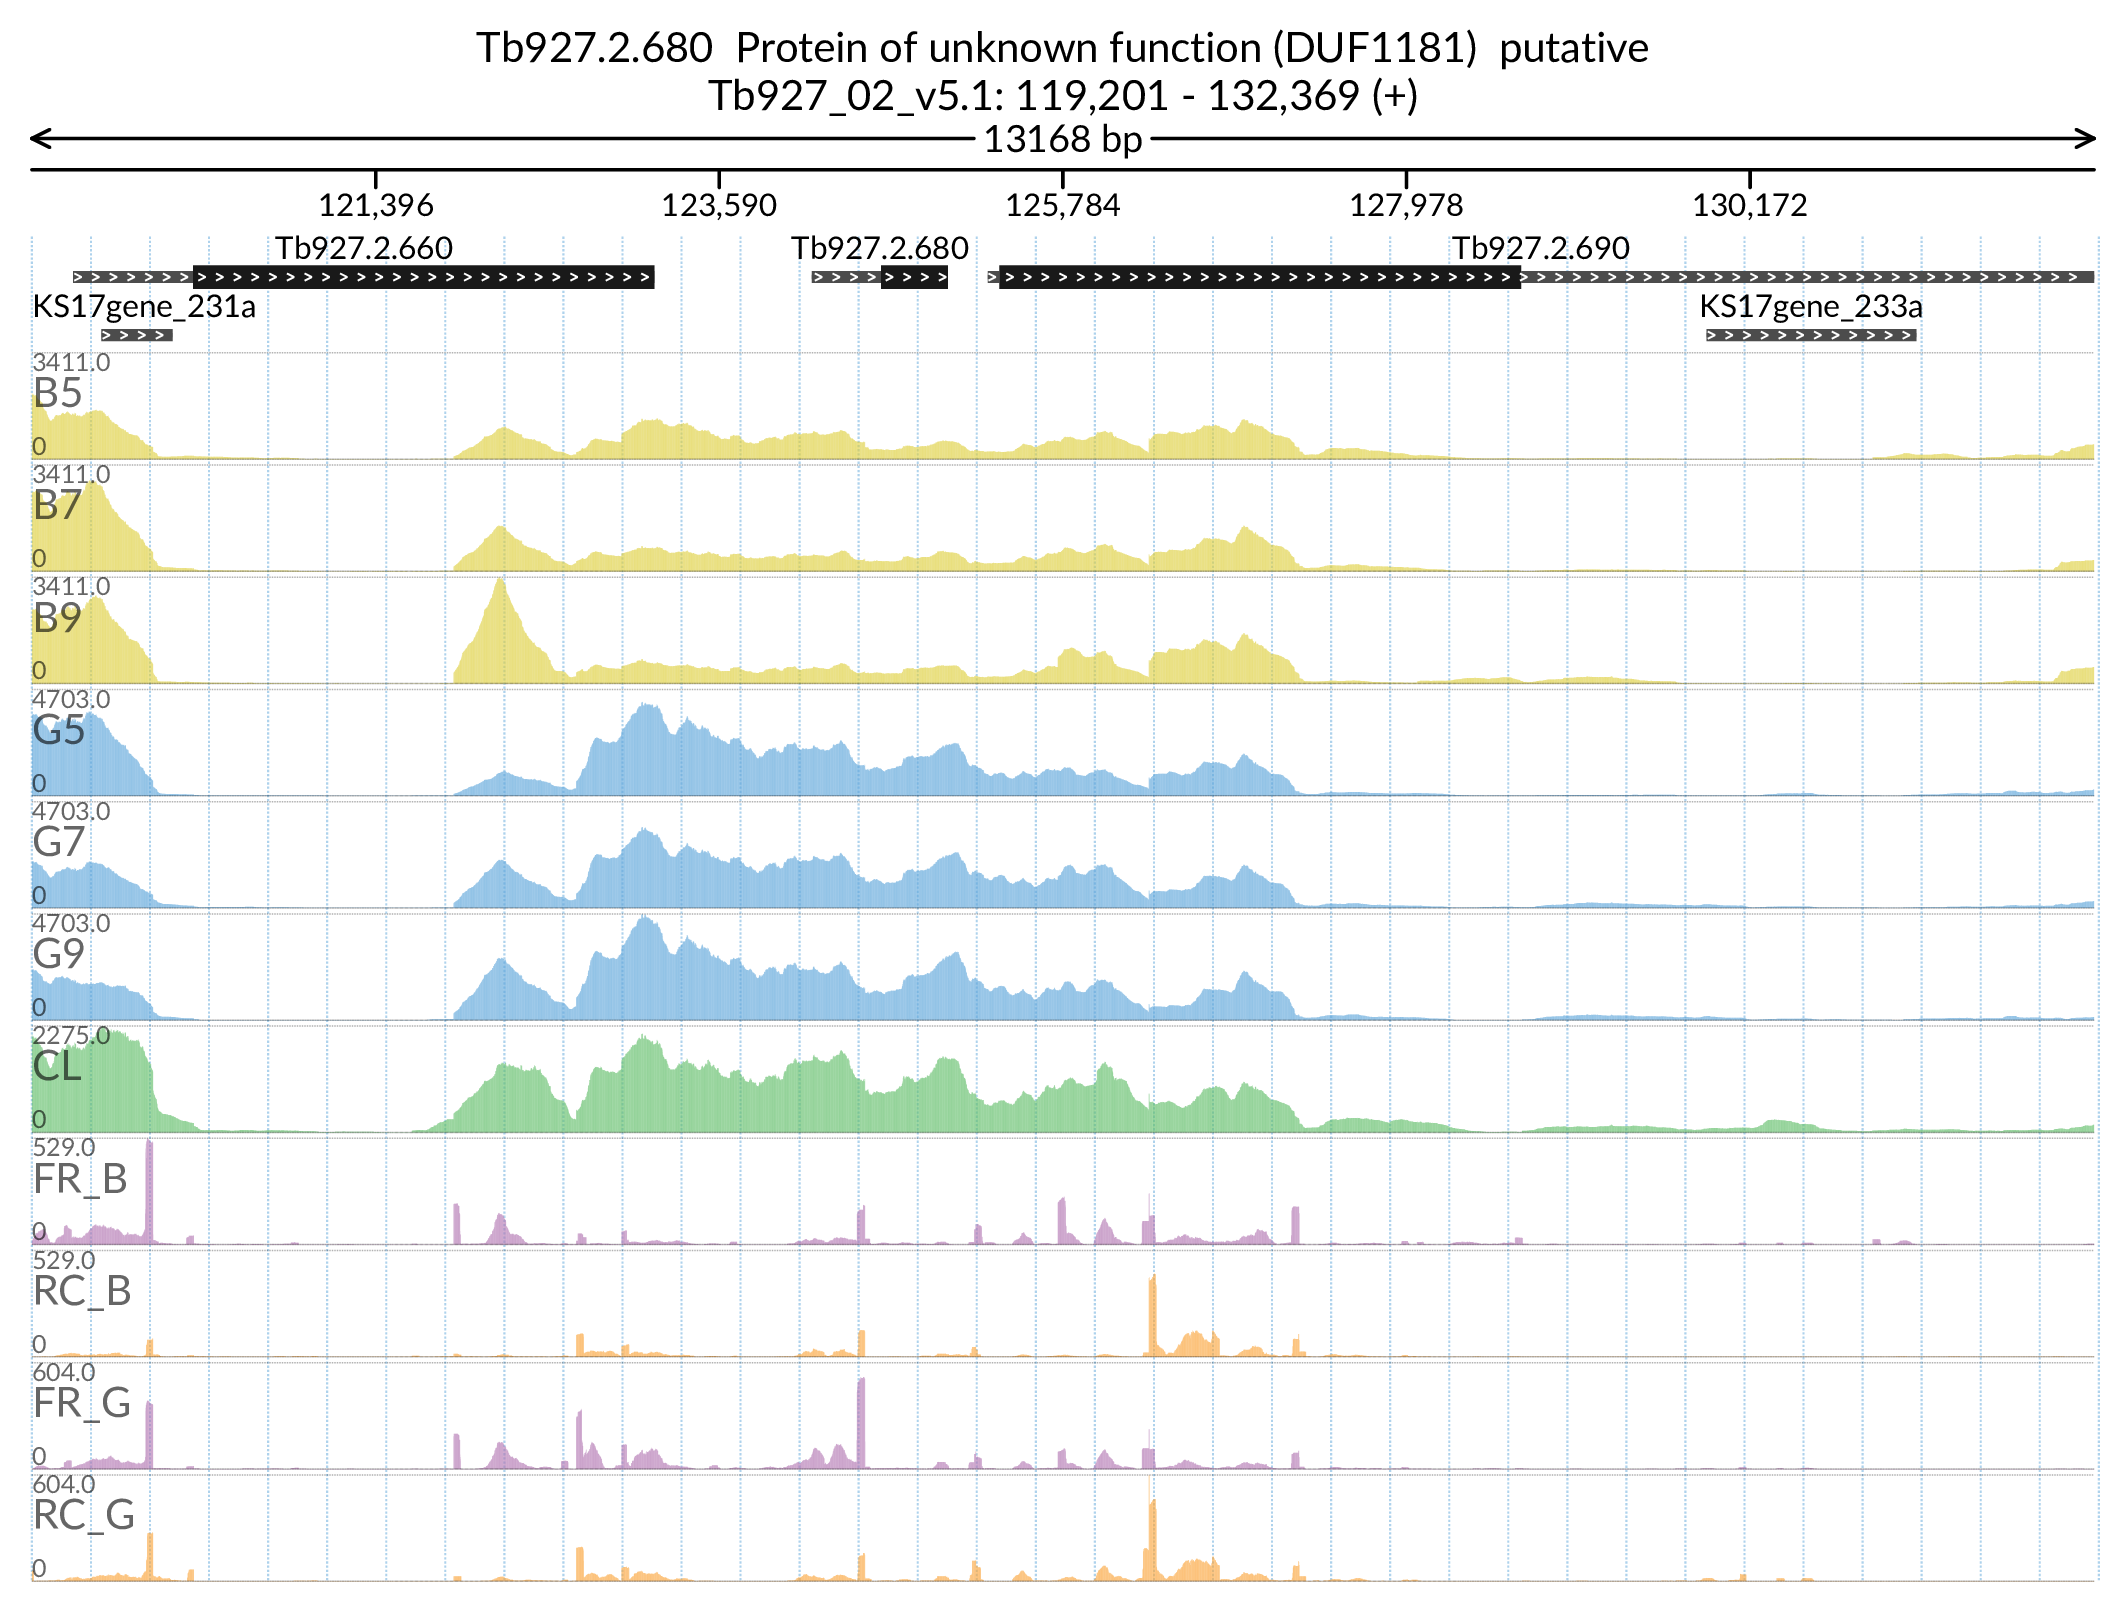 Tb927.2.680  Protein of unknown function (DUF1181)  putative
Tb927_02_v5.1: 119,201 - 132,369 (+)
13168 bp
121,396 123,590 125,784 127,978 130,172
Tb927.2.660 Tb927.2.680 Tb927.2.690
KS17gene_231a KS17gene_233a
3411.0
B5
0
3411.0
B7
0
3411.0
B9
0
4703.0
G5
0
4703.0
G7
0
4703.0
G9
0
2275.0
CL
0
529.0
FR_B
0
529.0
RC_B
0
604.0
FR_G
0
604.0
RC_G
0